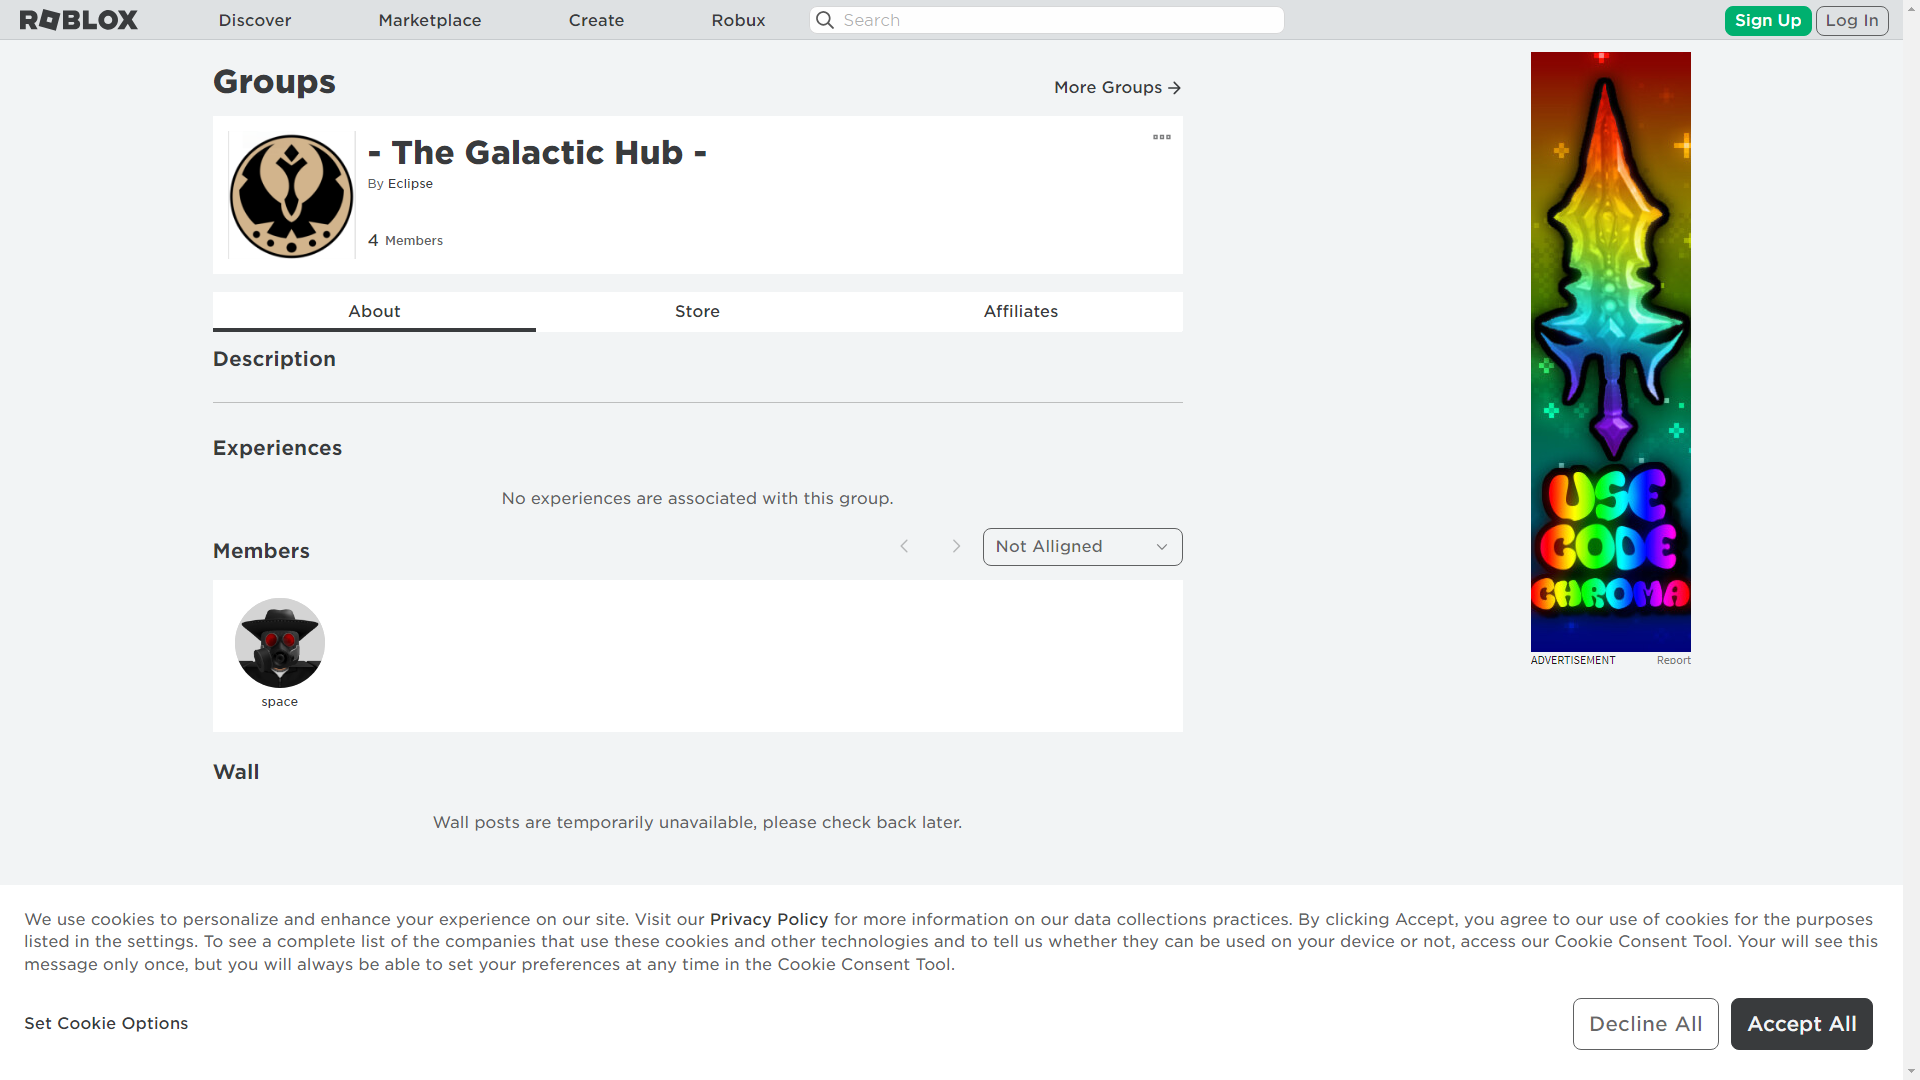 ROBLOX
Discover
Marketplace
Create
Robux
Search
Sign Up
Log In
Groups
More Groups
- The Galactic Hub -
By Eclipse
4 Members
About
Store
Affiliates
Description
Experiences
No experiences are associated with this group.
Members
Not Alligned
space
Wall
Wall posts are temporarily unavailable, please check back later.
USE
CODE
CHROMA
ADVERTISEMENT
Report
We use cookies to personalize and enhance your experience on our site. Visit our Privacy Policy for more information on our data collections practices. By clicking Accept, you agree to our use of cookies for the purposes
listed in the settings. To see a complete list of the companies that use these cookies and other technologies and to tell us whether they can be used on your device or not, access our Cookie Consent Tool. Your will see this
message only once, but you will always be able to set your preferences at any time in the Cookie Consent Tool.
Set Cookie Options
Decline All
Accept All